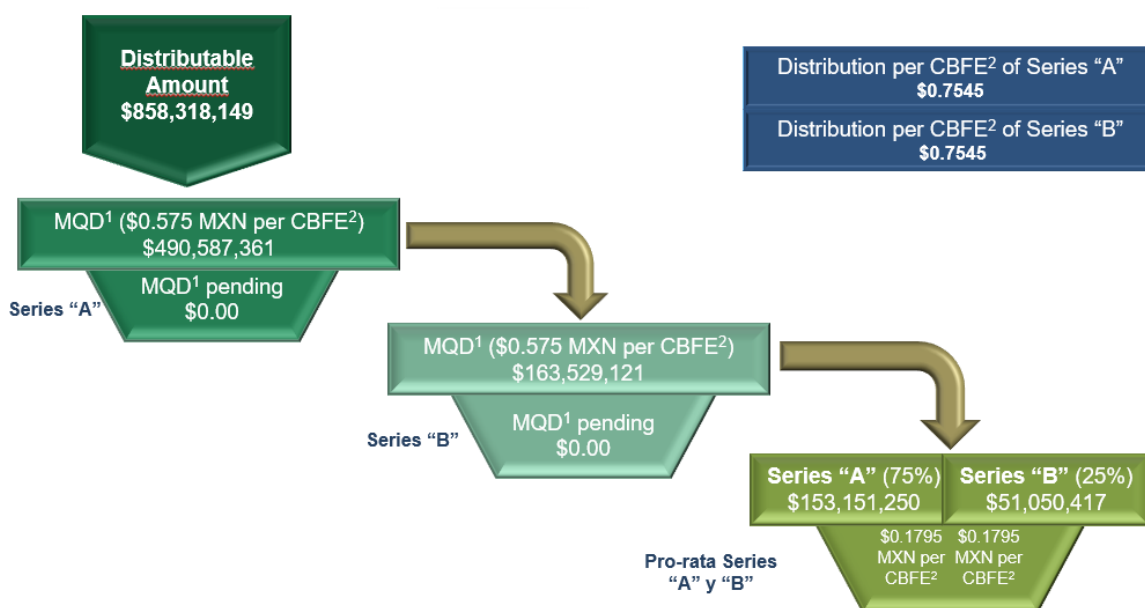 Distributable
Amount
$858,318,149
Distribution per CBFE² of Series “A”
$0.7545
Distribution per CBFE² of Series “B”
$0.7545
MQD¹ ($0.575 MXN per CBFE²)
$490,587,361
MQD¹ pending
$0.00
Series “A”
MQD¹ ($0.575 MXN per CBFE²)
$163,529,121
MQD¹ pending
$0.00
Series “B”
Series “A” (75%)
$153,151,250
Series “B” (25%)
$51,050,417
$0.1795
MXN per
CBFE²
$0.1795
MXN per
CBFE²
Pro-rata Series
“A” y “B”